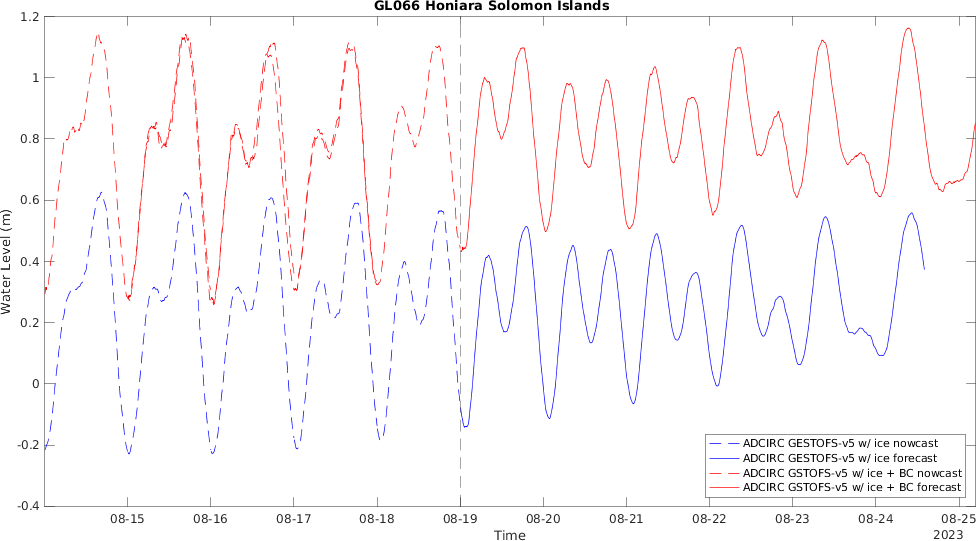 GL066 Honiara Solomon Islands
1.2
1
0.8
0.6
0.4
0.2
0
-0.2
-0.4
Water Level (m)
ADCIRC GESTOFS-v5 w/ ice nowcast
ADCIRC GESTOFS-v5 w/ ice forecast
ADCIRC GSTOFS-v5 w/ ice + BC nowcast
ADCIRC GSTOFS-v5 w/ ice + BC forecast
08-15 08-16 08-17 08-18 08-19 08-20 08-21 08-22 08-23 08-24 08-25
Time 2023